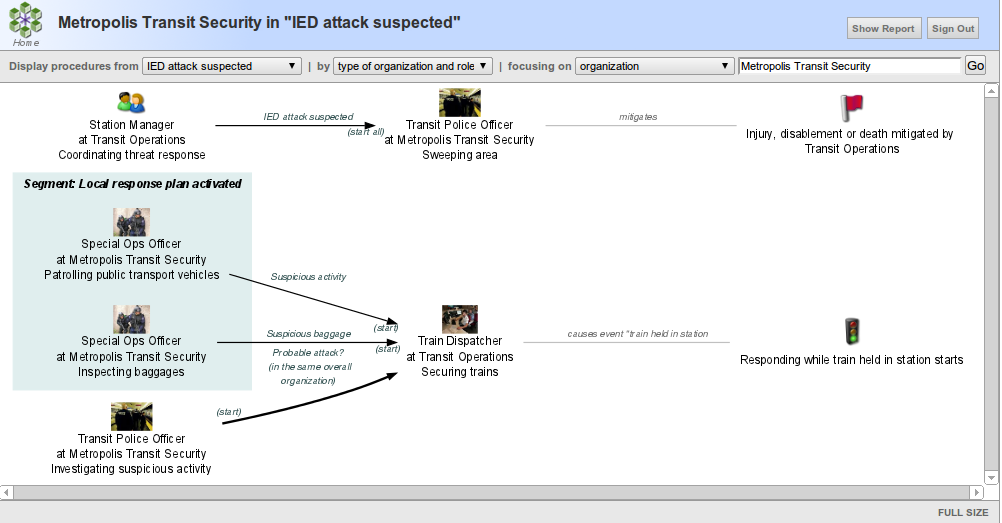 Metropolis Transit Security in "IED attack suspected"
Home
Show Report
Sign Out
Display procedures from IED attack suspected | by type of organization and role | focusing on organization Metropolis Transit Security Go
Station Manager
at Transit Operations
Coordinating threat response
IED attack suspected
(start all)
Transit Police Officer
at Metropolis Transit Security
Sweeping area
mitigates
Injury, disablement or death mitigated by
Transit Operations
Segment: Local response plan activated
Special Ops Officer
at Metropolis Transit Security
Patrolling public transport vehicles
Suspicious activity
(start)
Special Ops Officer
at Metropolis Transit Security
Inspecting baggages
Suspicious baggage
(start)
Probable attack?
(in the same overall
organization)
(start)
Train Dispatcher
at Transit Operations
Securing trains
causes event "train held in station
Responding while train held in station starts
Transit Police Officer
at Metropolis Transit Security
Investigating suspicious activity
FULL SIZE